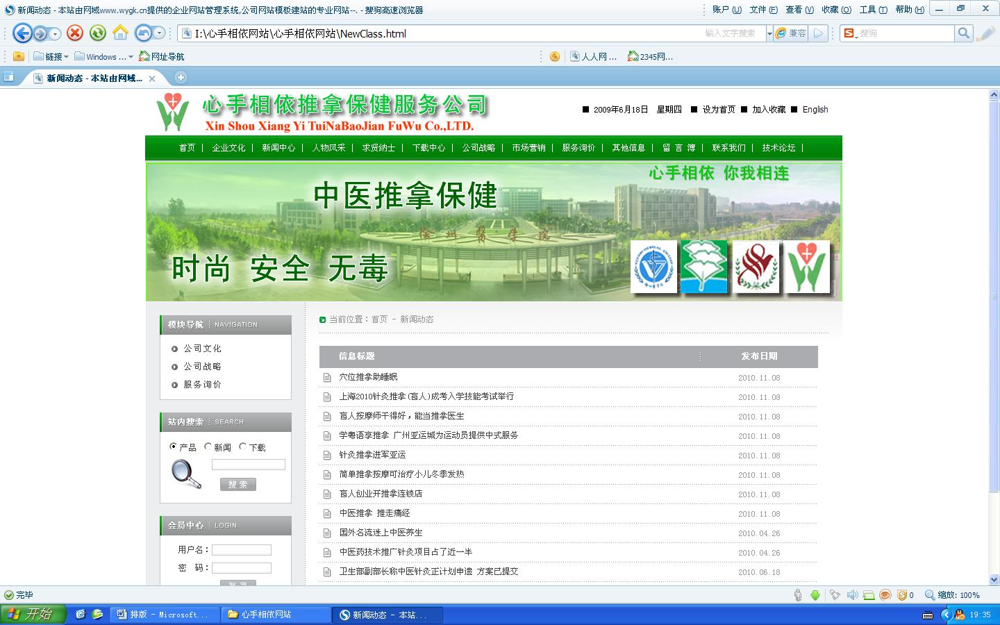 新闻动态 - 本站由网域www.wygk.cn提供的企业网站管理系统,公司网站模板建站的专业网站--. - 搜狗高速浏览器
账户 (U) 文件 (F) 查看 (V) 收藏 (O) 工具 (T) 帮助 (H)
I:\心手相依网站\心手相依网站\NewClass.html 输入文字搜索 兼容 搜狗
链接 Windows ... 网址导航 人人网 ... 2345网...
新闻动态 - 本站由网域...
心手相依推拿保健服务公司
Xin Shou Xiang Yi TuiNaBaoJian FuWu Co.,LTD.
2009年6月18日 星期四 设为首页 加入收藏 English
首页 | 企业文化 | 新闻中心 | 人物风采 | 求贤纳士 | 下载中心 | 公司战略 | 市场营销 | 服务询价 | 其他信息 | 留 言 簿 | 联系我们 | 技术论坛 |
心手相依 你我相连
中医推拿保健
徐州医学院
时尚 安全 无毒
模块导航 NAVIGATION
公司文化
公司战略
服务询价
站内搜索 SEARCH
产品 新闻 下载
搜 索
会员中心 LOGIN
用户名：
密 码：
登 录
当前位置：首页 - 新闻动态
信息标题 发布日期
穴位推拿助睡眠 2010.11.08
上海2010针灸推拿(盲人)成考入学技能考试举行 2010.11.08
盲人按摩师干得好，能当推拿医生 2010.11.08
学粤语享推拿 广州亚运城为运动员提供中式服务 2010.11.08
针灸推拿进军亚运 2010.11.08
简单推拿按摩可治疗小儿冬季发热 2010.11.08
盲人创业开推拿连锁店 2010.11.08
中医推拿 推走痛经 2010.11.08
国外名流迷上中医养生 2010.04.26
中医药技术推广针灸项目占了近一半 2010.04.26
卫生部副部长称中医针灸正计划申遗 方案已提交 2010.06.18
完毕 0 缩放: 100%
开始 排版 - Microsoft... 心手相依网站 新闻动态 - 本站... 19:35